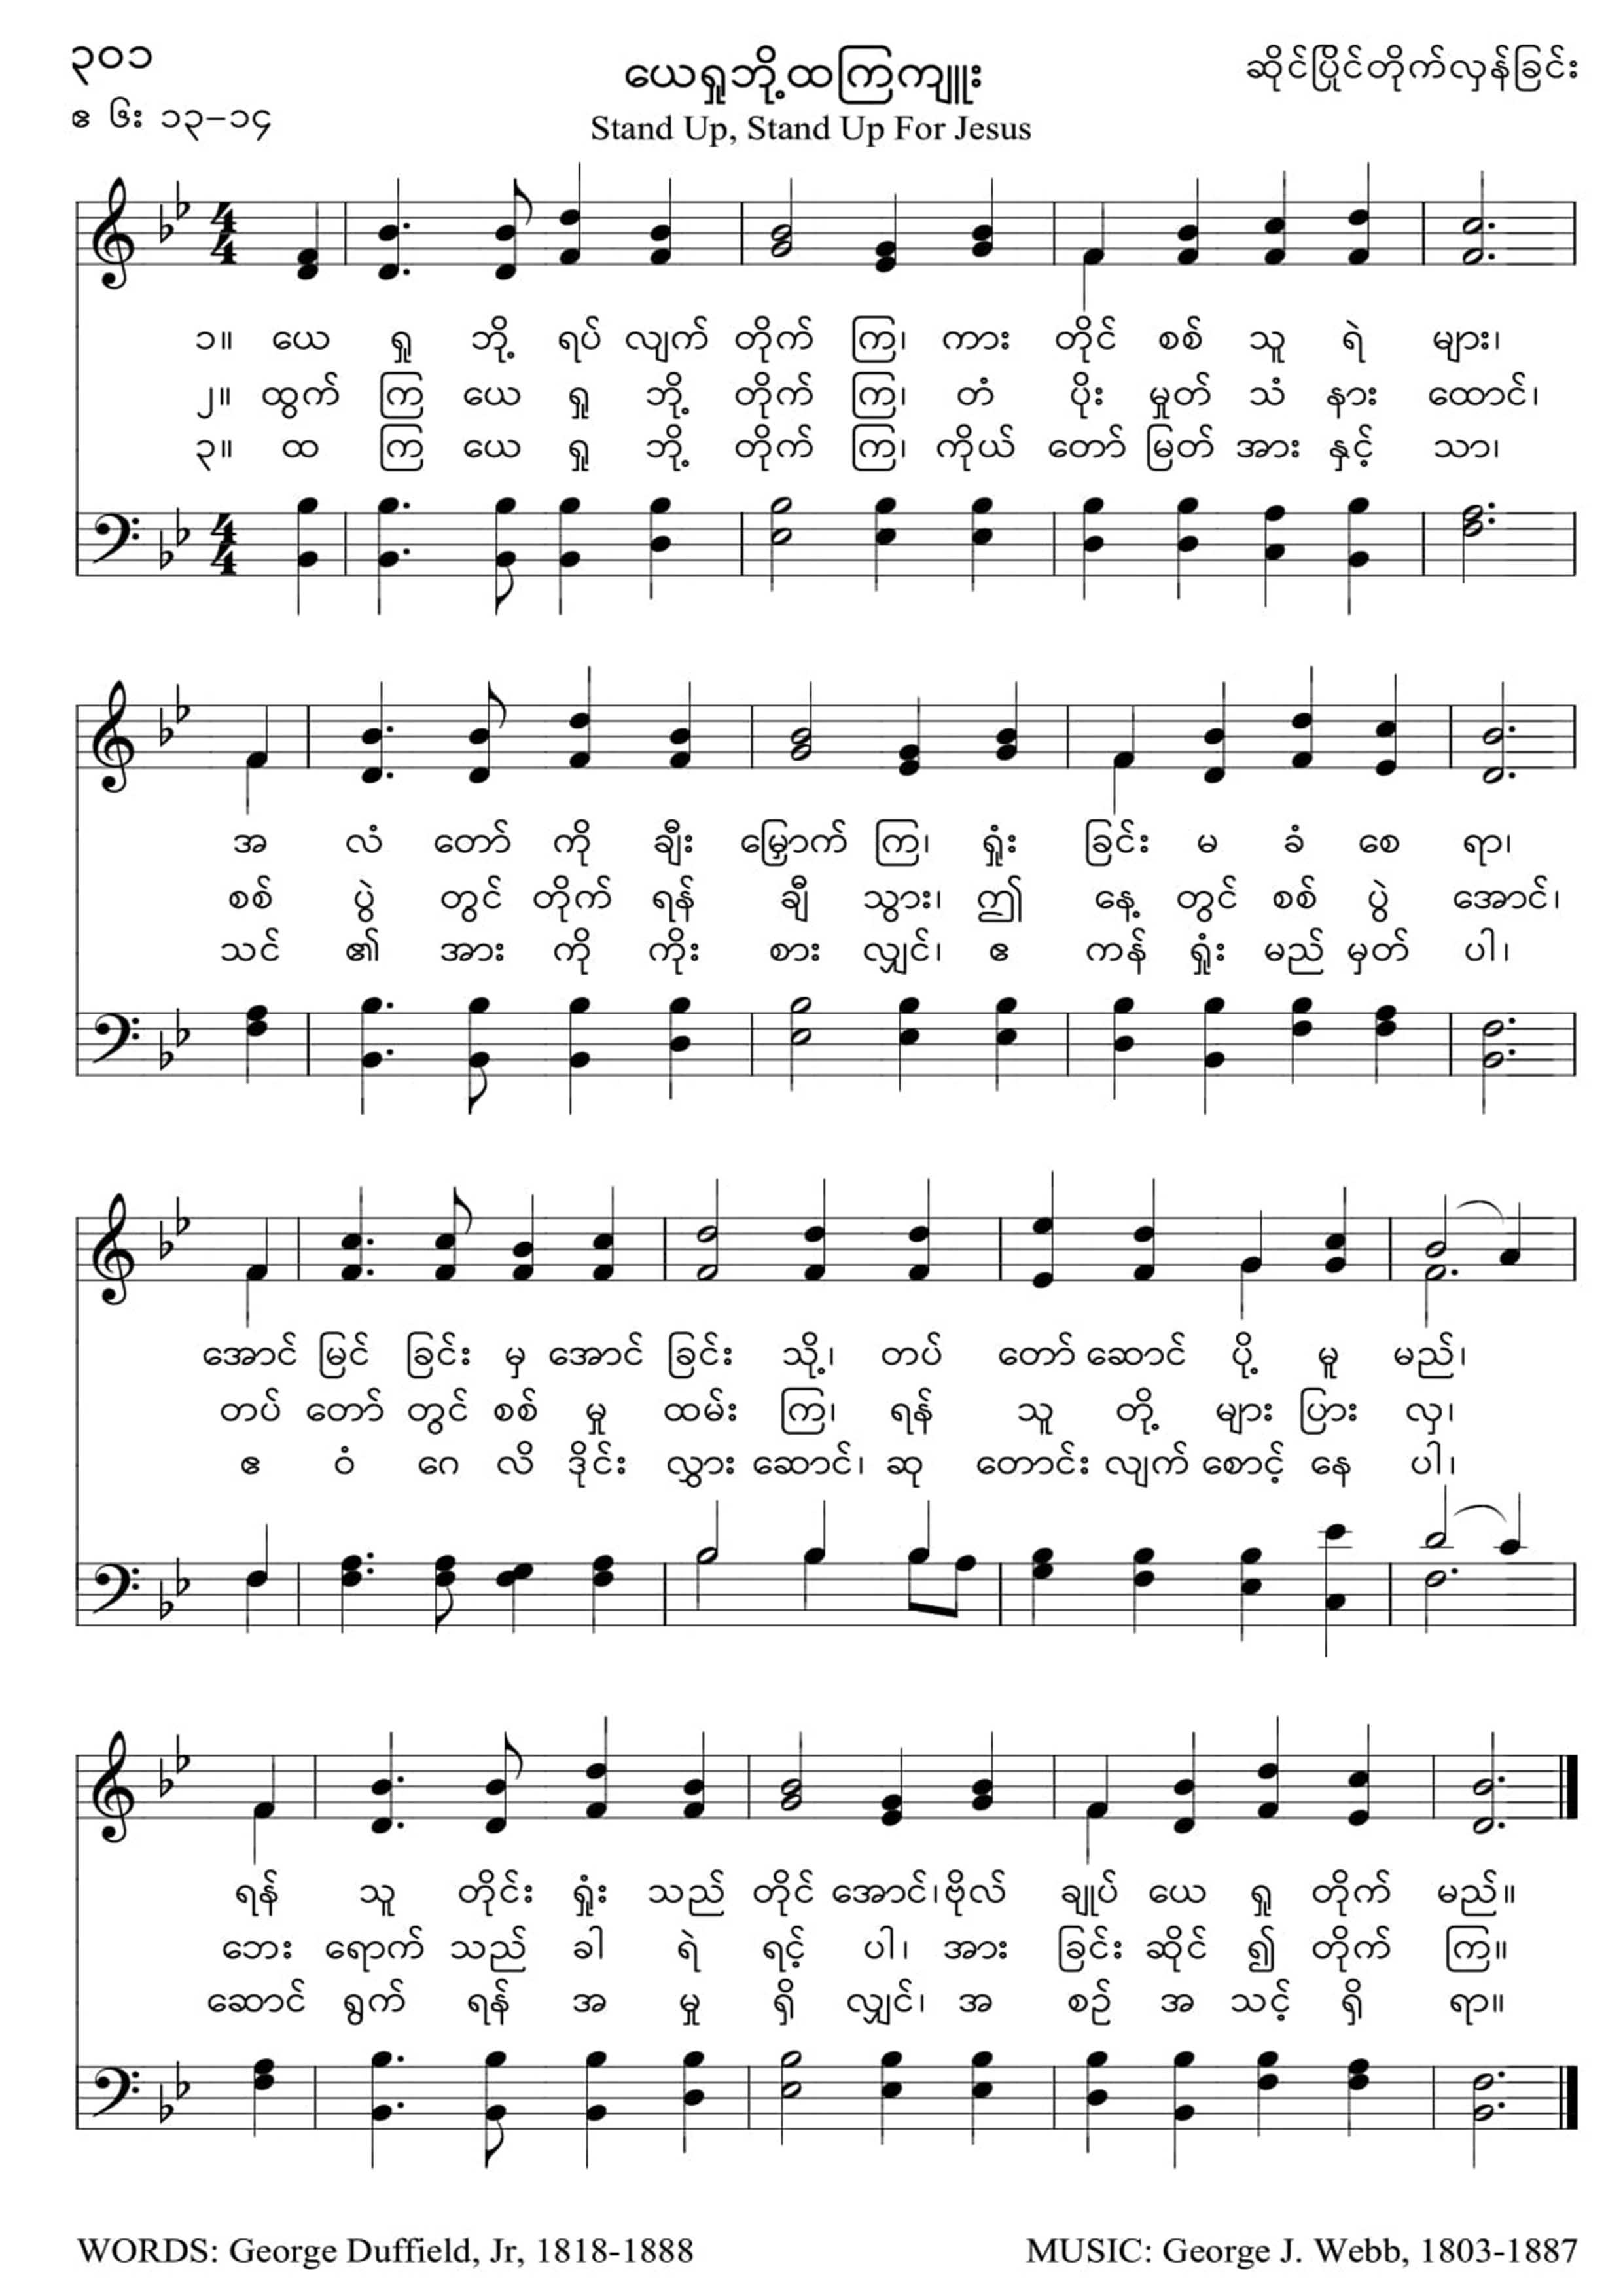 ၃၀၁
ယေရှုဘို့ထကြကျူး
ဆိုင်ပြိုင်တိုက်လှန်ခြင်း
ဧ ၆း ၁၃–၁၄
Stand Up, Stand Up For Jesus
၁။ ယေ ရှု ဘို့ ရပ် လျက် တိုက် ကြ၊ ကား တိုင် စစ် သူ ရဲ များ၊
၂။ ထွက် ကြ ယေ ရှု ဘို့ တိုက် ကြ၊ တံ ပိုး မှုတ် သံ နား ထောင်၊
၃။ ထ ကြ ယေ ရှု ဘို့ တိုက် ကြ၊ ကိုယ် တော် မြတ် အား နှင့် သာ၊
အ လံ တော် ကို ချီး မြှောက် ကြ၊ ရှုံး ခြင်း မ ခံ စေ ရာ၊
စစ် ပွဲ တွင် တိုက် ရန် ချီ သွား၊ ဤ နေ့ တွင် စစ် ပွဲ အောင်၊
သင် ၏ အား ကို ကိုး စား လျှင်၊ ဧ ကန် ရှုံး မည် မှတ် ပါ၊
အောင် မြင် ခြင်း မှ အောင် ခြင်း သို့၊ တပ် တော် ဆောင် ပို့ မူ မည်၊
တပ် တော် တွင် စစ် မှု ထမ်း ကြ၊ ရန် သူ တို့ များ ပြား လှ၊
ဧ ဝံ ဂေ လိ ဒိုင်း လွှား ဆောင်၊ ဆု တောင်း လျက် စောင့် နေ ပါ၊
ရန် သူ တိုင်း ရှုံး သည် တိုင် အောင်၊ ဗိုလ် ချုပ် ယေ ရှု တိုက် မည်။
ဘေး ရောက် သည် ခါ ရဲ ရင့် ပါ၊ အား ခြင်း ဆိုင် ၍ တိုက် ကြ။
ဆောင် ရွက် ရန် အ မှု ရှိ လျှင်၊ အ စဉ် အ သင့် ရှိ ရာ။
WORDS: George Duffield, Jr, 1818-1888
MUSIC: George J. Webb, 1803-1887